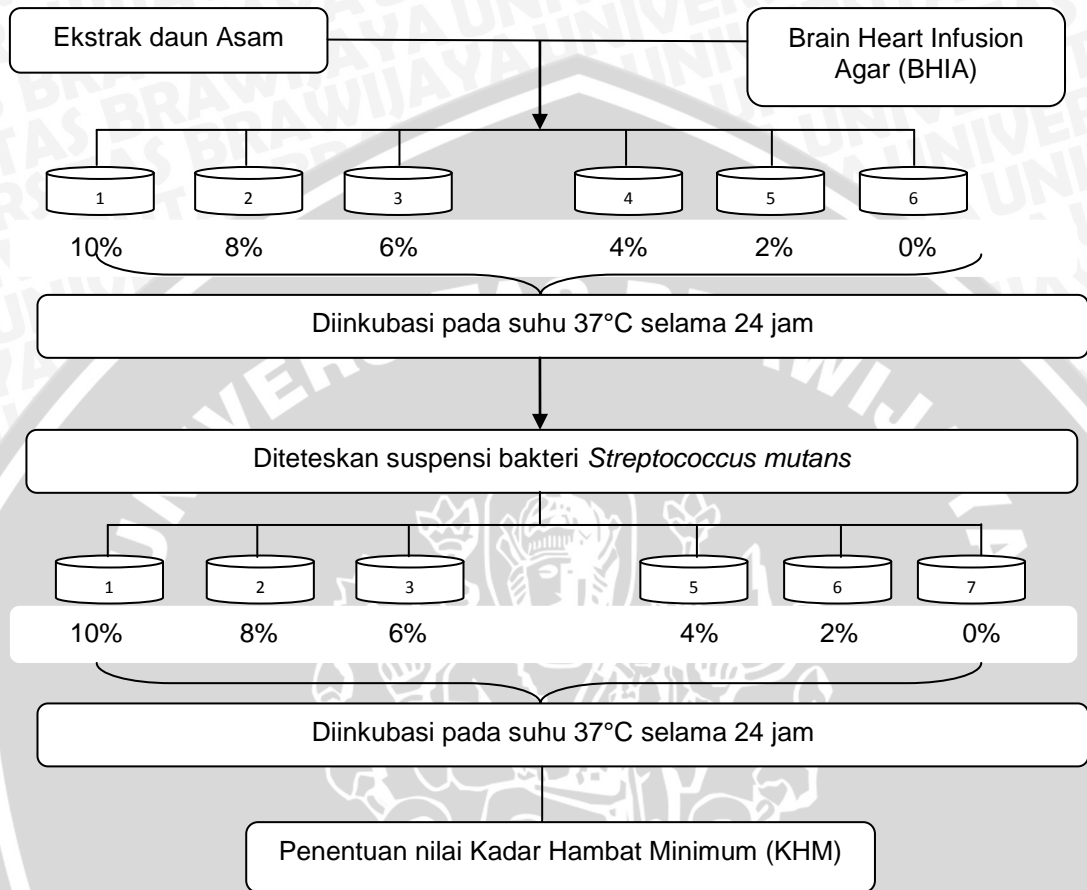 Ekstrak daun Asam
Brain Heart Infusion
Agar (BHIA)
1 2 3 4 5 6
10% 8% 6% 4% 2% 0%
Diinkubasi pada suhu 37°C selama 24 jam
Diteteskan suspensi bakteri Streptococcus mutans
1 2 3 5 6 7
10% 8% 6% 4% 2% 0%
Diinkubasi pada suhu 37°C selama 24 jam
Penentuan nilai Kadar Hambat Minimum (KHM)